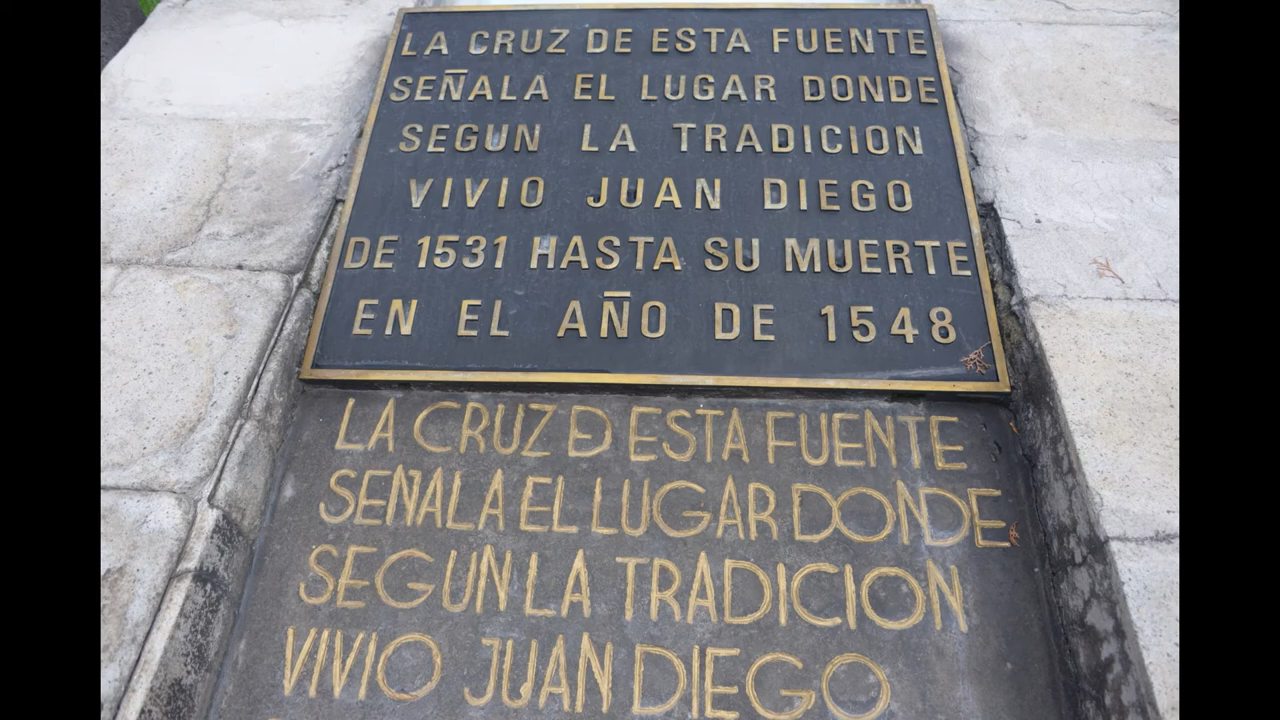 LA CRUZ DE ESTA FUENTE
SEÑALA EL LUGAR DONDE
SEGUN LA TRADICION
VIVIO JUAN DIEGO
DE 1531 HASTA SU MUERTE
EN EL AÑO DE 1548
LA CRUZ DE ESTA FUENTE
SEÑALA EL LUGAR DONDE
SEGUN LA TRADICION
VIVIO JUAN DIEGO